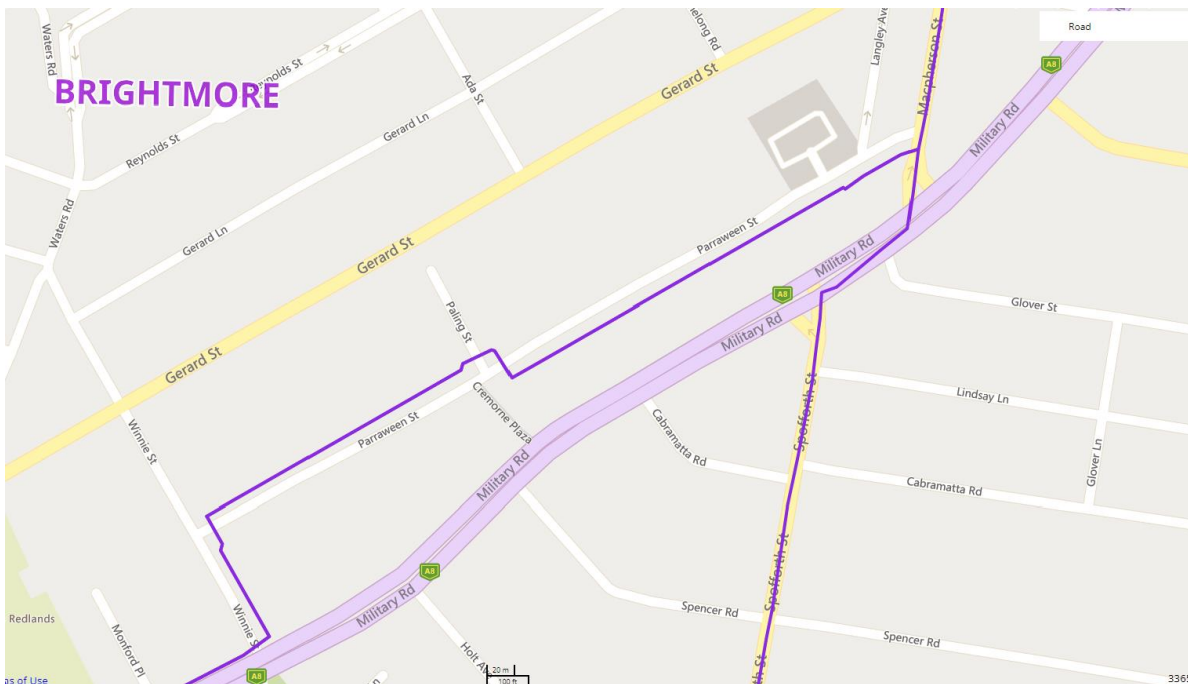 Road
Waters Rd
Reynolds St
Ada St
Gerard St
Langley Ave
Macpherson St
A8
BRIGHTMORE
Gerard Ln
Reynolds St
Military Rd
Waters Rd
Gerard Ln
Parraween St
Gerard St
Military Rd
A8
Glover St
Paling St
Military Rd
Gerard St
Spofforth St
Lindsay Ln
Winnie St
Parraween St
Cremorne Plaza
Cabramatta Rd
Glover Ln
Military Rd
Cabramatta Rd
Spofforth St
A8
Military Rd
Redlands
Monford Pl
Winnie St
Spencer Rd
Spencer Rd
Holt
20 m
100 ft
A8
3365